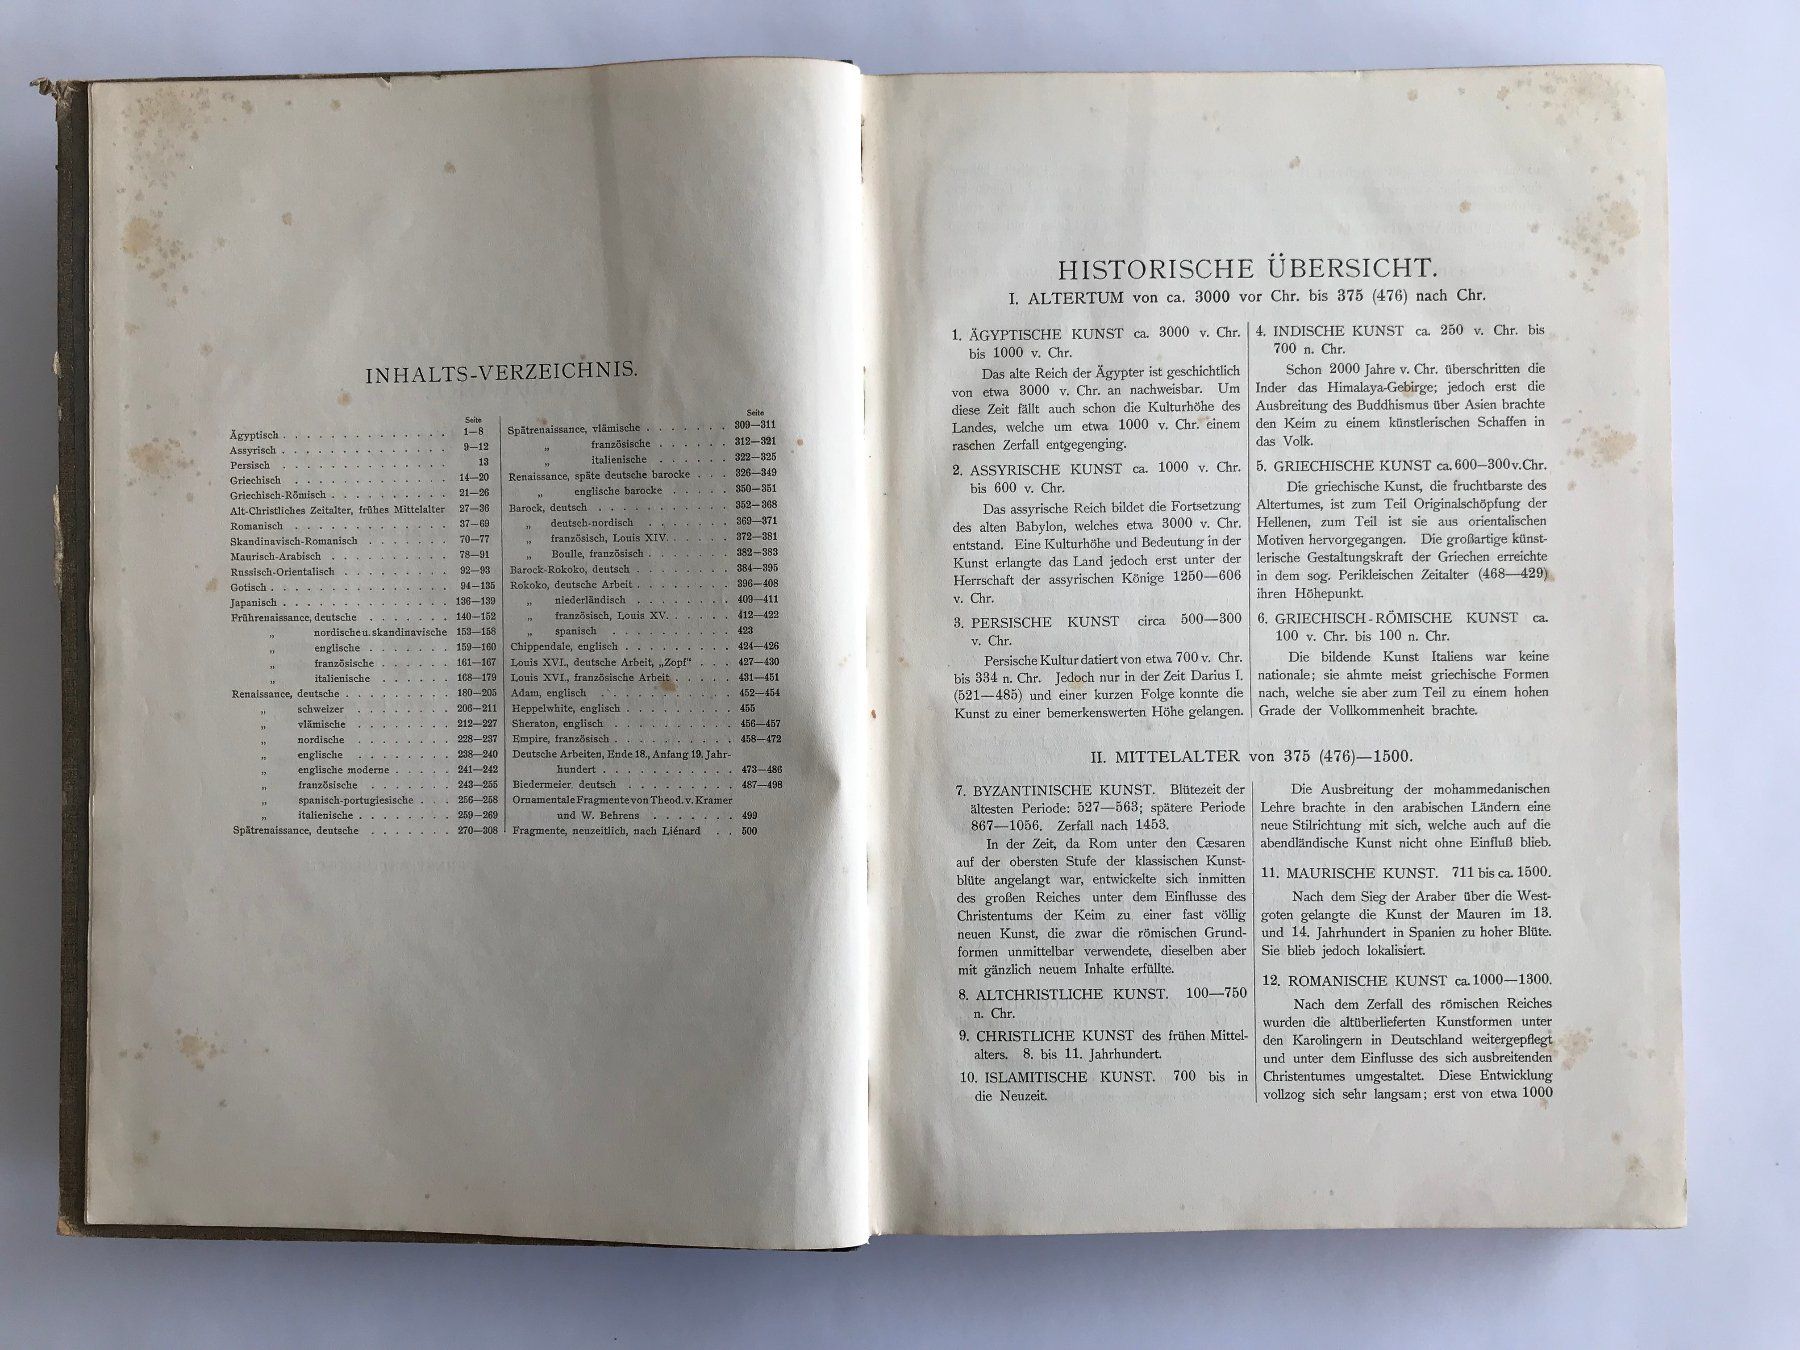 INHALTS-VERZEICHNIS.
Seite
Ägyptisch . . . . . . . . . . . . . . 1—8
Assyrisch . . . . . . . . . . . . . . 9—12
Persisch . . . . . . . . . . . . . . 13
Griechisch . . . . . . . . . . . . . 14—20
Griechisch-Römisch . . . . . . . . . . 21—26
Alt-Christliches Zeitalter, frühes Mittelalter 27—36
Romanisch . . . . . . . . . . . . . 37—69
Skandinavisch-Romanisch . . . . . . . 70—77
Maurisch-Arabisch . . . . . . . . . . 78—91
Russisch-Orientalisch . . . . . . . . . 92—93
Gotisch . . . . . . . . . . . . . . . 94—135
Japanisch . . . . . . . . . . . . . . 136—139
Frührenaissance, deutsche . . . . . . . . 140—152
„ nordische u. skandinavische 153—158
„ englische . . . . . . . 159—160
„ französische . . . . . . 161—167
„ italienische . . . . . . 168—179
Renaissance, deutsche . . . . . . . . . 180—205
„ schweizer . . . . . . . . 206—211
„ vlämische . . . . . . . . 212—227
„ nordische . . . . . . . . 228—237
„ englische . . . . . . . . 238—240
„ englische moderne . . . . . 241—242
„ französische . . . . . . . 243—255
„ spanisch-portugiesische . . . 256—258
„ italienische . . . . . . . . 259—269
Spätrenaissance, deutsche . . . . . . . 270—308
Seite
Spätrenaissance, vlämische . . . . . . . 309—311
„ französische . . . . . . 312—321
„ italienische . . . . . . 322—325
Renaissance, späte deutsche barocke . . . 326—349
„ englische barocke . . . . . 350—351
Barock, deutsch . . . . . . . . . . . 352—368
„ deutsch-nordisch . . . . . . . 369—371
„ französisch, Louis XIV. . . . . . 372—381
„ Boulle, französisch . . . . . . . 382—383
Barock-Rokoko, deutsch . . . . . . . . 384—395
Rokoko, deutsche Arbeit . . . . . . . . 396—408
„ niederländisch . . . . . . . . 409—411
„ französisch, Louis XV. . . . . . 412—422
„ spanisch . . . . . . . . . . 423
Chippendale, englisch . . . . . . . . . 424—426
Louis XVI., deutsche Arbeit, „Zopf“ . . . 427—430
Louis XVI., französische Arbeit . . . . . 431—451
Adam, englisch . . . . . . . . . . . 452—454
Heppelwhite, englisch . . . . . . . . . 455
Sheraton, englisch . . . . . . . . . . 456—457
Empire, französisch . . . . . . . . . . 458—472
Deutsche Arbeiten, Ende 18., Anfang 19. Jahr-
hundert . . . . . . . . . . . 473—486
Biedermeier, deutsch . . . . . . . . . 487—498
Ornamentale Fragmente von Theod. v. Kramer
und W. Behrens . . . . . . . 499
Fragmente, neuzeitlich, nach Liénard . . 500
HISTORISCHE ÜBERSICHT.
I. ALTERTUM von ca. 3000 vor Chr. bis 375 (476) nach Chr.
1. ÄGYPTISCHE KUNST ca. 3000 v. Chr.
bis 1000 v. Chr.
Das alte Reich der Ägypter ist geschichtlich
von etwa 3000 v. Chr. an nachweisbar. Um
diese Zeit fällt auch schon die Kulturhöhe des
Landes, welche um etwa 1000 v. Chr. einem
raschen Zerfall entgegenging.
2. ASSYRISCHE KUNST ca. 1000 v. Chr.
bis 600 v. Chr.
Das assyrische Reich bildet die Fortsetzung
des alten Babylon, welches etwa 3000 v. Chr.
entstand. Eine Kulturhöhe und Bedeutung in der
Kunst erlangte das Land jedoch erst unter der
Herrschaft der assyrischen Könige 1250—606
v. Chr.
3. PERSISCHE KUNST circa 500—300
v. Chr.
Persische Kultur datiert von etwa 700 v. Chr.
bis 334 n. Chr. Jedoch nur in der Zeit Darius I.
(521—485) und einer kurzen Folge konnte die
Kunst zu einer bemerkenswerten Höhe gelangen.
4. INDISCHE KUNST ca. 250 v. Chr. bis
700 n. Chr.
Schon 2000 Jahre v. Chr. überschritten die
Inder das Himalaya-Gebirge; jedoch erst die
Ausbreitung des Buddhismus über Asien brachte
den Keim zu einem künstlerischen Schaffen in
das Volk.
5. GRIECHISCHE KUNST ca. 600—300 v. Chr.
Die griechische Kunst, die fruchtbarste des
Altertumes, ist zum Teil Originalschöpfung der
Hellenen, zum Teil ist sie aus orientalischen
Motiven hervorgegangen. Die großartige künst-
lerische Gestaltungskraft der Griechen erreichte
in dem sog. Perikleischen Zeitalter (468—429)
ihren Höhepunkt.
6. GRIECHISCH-RÖMISCHE KUNST ca.
100 v. Chr. bis 100 n. Chr.
Die bildende Kunst Italiens war keine
nationale; sie ahmte meist griechische Formen
nach, welche sie aber zum Teil zu einem hohen
Grade der Vollkommenheit brachte.
II. MITTELALTER von 375 (476)—1500.
7. BYZANTINISCHE KUNST. Blütezeit der
ältesten Periode: 527—563; spätere Periode
867—1056. Zerfall nach 1453.
In der Zeit, da Rom unter den Cæsaren
auf der obersten Stufe der klassischen Kunst-
blüte angelangt war, entwickelte sich inmitten
des großen Reiches unter dem Einflusse des
Christentums der Keim zu einer fast völlig
neuen Kunst, die zwar die römischen Grund-
formen unmittelbar verwendete, dieselben aber
mit gänzlich neuem Inhalte erfüllte.
8. ALTCHRISTLICHE KUNST. 100—750
n. Chr.
9. CHRISTLICHE KUNST des frühen Mittel-
alters. 8. bis 11. Jahrhundert.
10. ISLAMITISCHE KUNST. 700 bis in
die Neuzeit.
Die Ausbreitung der mohammedanischen
Lehre brachte in den arabischen Ländern eine
neue Stilrichtung mit sich, welche auch auf die
abendländische Kunst nicht ohne Einfluß blieb.
11. MAURISCHE KUNST. 711 bis ca. 1500.
Nach dem Sieg der Araber über die West-
goten gelangte die Kunst der Mauren im 13.
und 14. Jahrhundert in Spanien zu hoher Blüte.
Sie blieb jedoch lokalisiert.
12. ROMANISCHE KUNST ca. 1000—1300.
Nach dem Zerfall des römischen Reiches
wurden die altüberlieferten Kunstformen unter
den Karolingern in Deutschland weitergepflegt
und unter dem Einflusse des sich ausbreitenden
Christentumes umgestaltet. Diese Entwicklung
vollzog sich sehr langsam; erst von etwa 1000